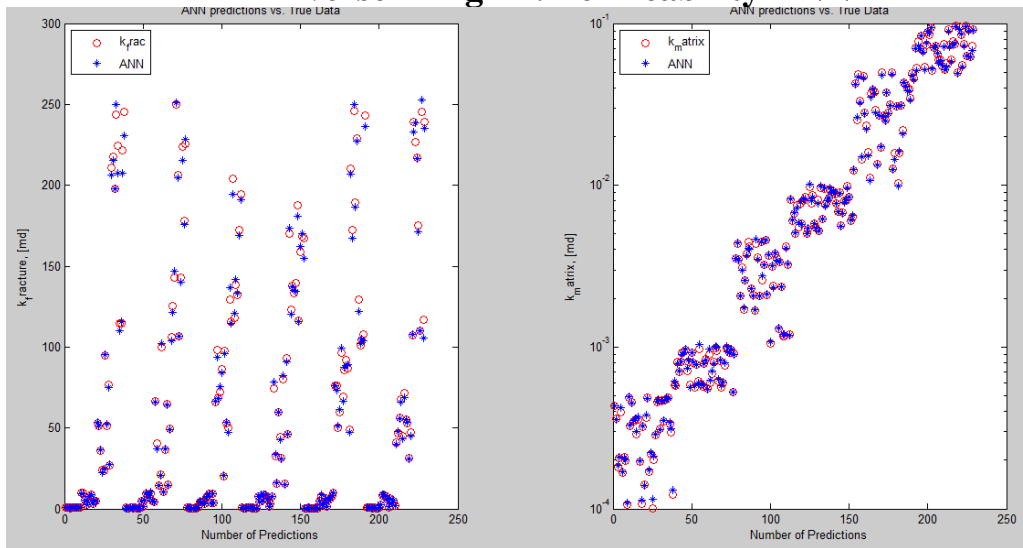 ANN predictions vs. True Data
k_frac
ANN
300
250
200
150
100
50
0
k_fracture, [md]
0 50 100 150 200 250
Number of Predictions
ANN predictions vs. True Data
k_matrix
ANN
10^-1
10^-2
10^-3
10^-4
k_matrix, [md]
0 50 100 150 200 250
Number of Predictions